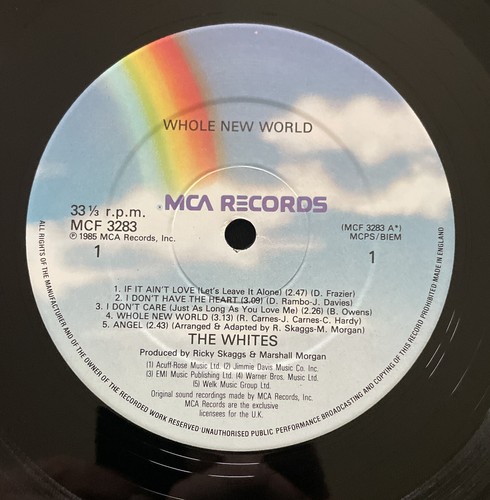 WHOLE NEW WORLD
MCA RECORDS
33⅓ r.p.m.
MCF 3283
℗ 1985 MCA Records, Inc.
1
(MCF 3283 A*)
MCPS/BIEM
1
1. IF IT AIN'T LOVE (Let's Leave It Alone) (2.47) (D. Frazier)
2. I DON'T HAVE THE HEART (3.09) (D. Rambo-J. Davies)
3. I DON'T CARE (Just As Long As You Love Me) (2.26) (B. Owens)
4. WHOLE NEW WORLD (3.13) (R. Carnes-J. Carnes-C. Hardy)
5. ANGEL (2.43) (Arranged & Adapted by R. Skaggs-M. Morgan)
THE WHITES
Produced by Ricky Skaggs & Marshall Morgan
(1) Acuff-Rose Music Ltd. (2) Jimmie Davis Music Co. Inc.
(3) EMI Music Publishing Ltd. (4) Warner Bros. Music Ltd.
(5) Welk Music Group Ltd.
Original sound recordings made by MCA Records, Inc.
MCA Records are the exclusive
licensees for the U.K.
ALL RIGHTS OF THE MANUFACTURER AND OF THE OWNER OF THE RECORDED WORK RESERVED UNAUTHORISED PUBLIC PERFORMANCE BROADCASTING AND COPYING OF THIS RECORD PROHIBITED MADE IN ENGLAND